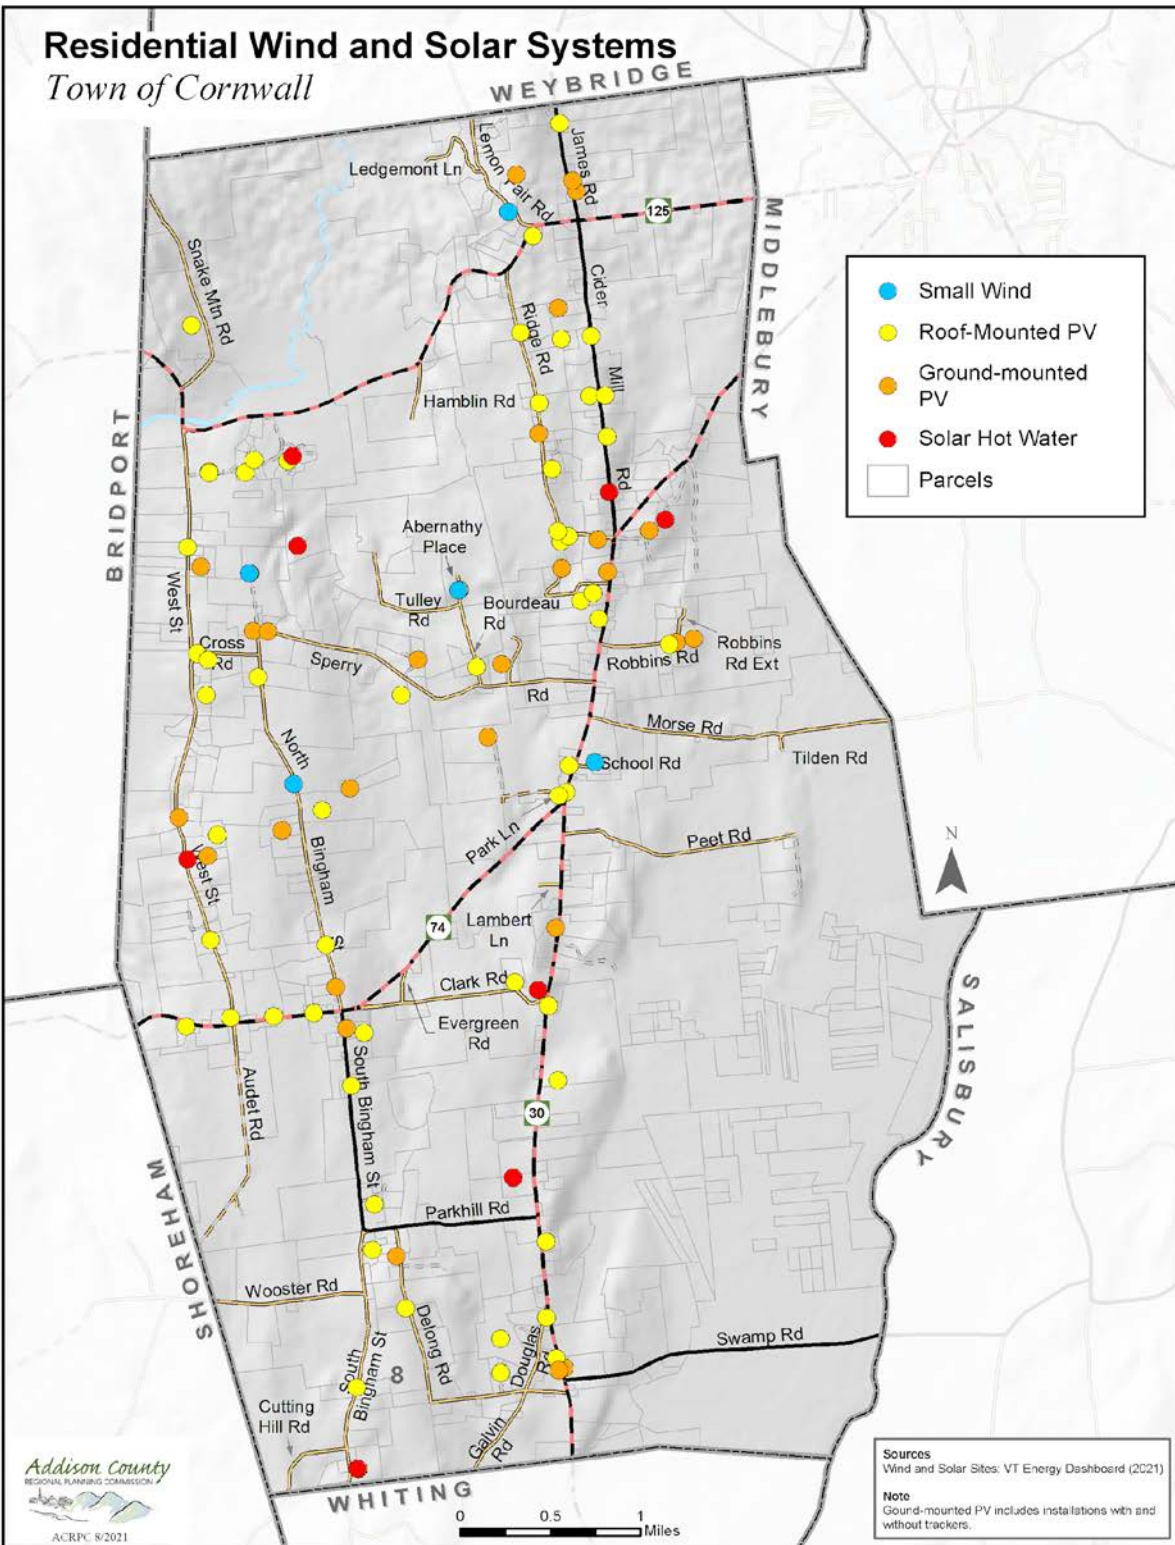 Residential Wind and Solar Systems
Town of Cornwall
WEYBRIDGE
Ledgemont Ln
Lemon Fair Rd
James Rd
125
MIDDLEBURY
Snake Mtn Rd
Cider
Mill
Rd
Ridge Rd
Hamblin Rd
Small Wind
Roof-Mounted PV
Ground-mounted
PV
Solar Hot Water
Parcels
BRIDPORT
Abernathy
Place
West St
Tulley
Rd
Bourdeau
Rd
Cross
Rd
Sperry
Rd
Robbins Rd
Robbins
Rd Ext
Morse Rd
Tilden Rd
North
School Rd
Park Ln
Peet Rd
Bingham
St
West St
N
74
Lambert
Ln
Clark Rd
Evergreen
Rd
SALISBURY
Audet Rd
South Bingham St
30
SHOREHAM
Parkhill Rd
Wooster Rd
Delong Rd
Douglas
Rd
Swamp Rd
South
Bingham St
8
Cutting
Hill Rd
Galvin
Rd
WHITING
Addison County
REGIONAL PLANNING COMMISSION
ACRPC 8/2021
0 0.5 1
Miles
Sources
Wind and Solar Sites: VT Energy Dashboard (2021)
Note
Gound-mounted PV includes installations with and
without trackers.